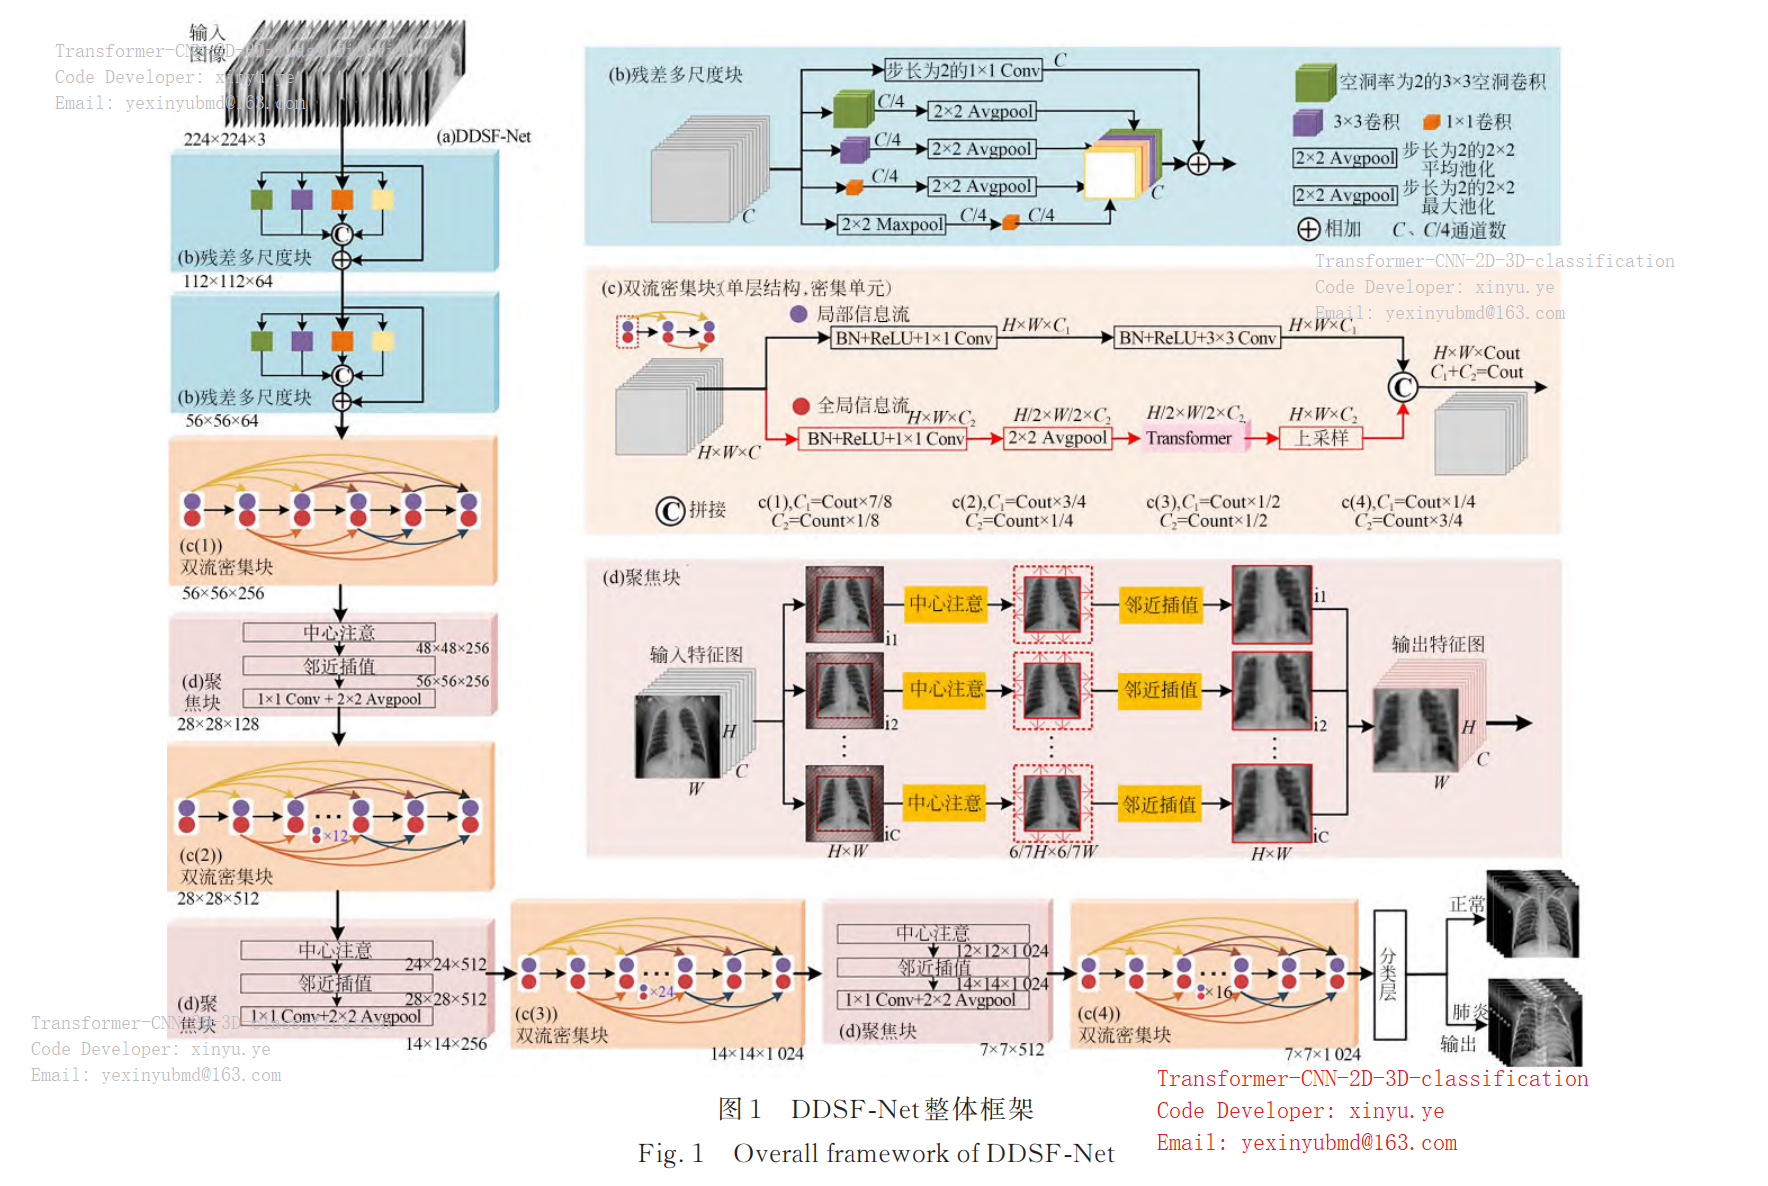 输入
图像
Transformer-CNN-2D-3D-classification
Code Developer: xinyu.ye
Email: yexinyubmd@163.com
224×224×3
(a)DDSF-Net
(b)残差多尺度块
C
112×112×64
(b)残差多尺度块
C
56×56×64
(c(1))
双流密集块
56×56×256
中心注意
48×48×256
邻近插值
56×56×256
(d)聚
焦块
1×1 Conv + 2×2 Avgpool
28×28×128
×12
(c(2))
双流密集块
28×28×512
中心注意
24×24×512
邻近插值
28×28×512
(d)聚
焦块
1×1 Conv+2×2 Avgpool
14×14×256
Transformer-CNN-2D-3D-classification
Code Developer: xinyu.ye
Email: yexinyubmd@163.com
×24
(c(3))
双流密集块
14×14×1 024
中心注意
12×12×1 024
邻近插值
14×14×1 024
1×1 Conv+2×2 Avgpool
(d)聚焦块
7×7×512
×16
(c(4))
双流密集块
7×7×1 024
分类层
正常
肺炎
输出
(b)残差多尺度块
步长为2的1×1 Conv
C
C/4
2×2 Avgpool
C/4
2×2 Avgpool
C/4
2×2 Avgpool
2×2 Maxpool
C/4
C/4
C
C
空洞率为2的3×3空洞卷积
3×3卷积
1×1卷积
2×2 Avgpool
步长为2的2×2
平均池化
2×2 Avgpool
步长为2的2×2
最大池化
相加
C、C/4通道数
Transformer-CNN-2D-3D-classification
Code Developer: xinyu.ye
Email: yexinyubmd@163.com
(c)双流密集块(单层结构,密集单元)
局部信息流
BN+ReLU+1×1 Conv
H×W×C₁
BN+ReLU+3×3 Conv
H×W×C₁
H×W×Cout
C₁+C₂=Cout
C
全局信息流
H×W×C₂
BN+ReLU+1×1 Conv
H/2×W/2×C₂
2×2 Avgpool
H/2×W/2×C₂
Transformer
H×W×C₂
上采样
H×W×C
C
拼接
c(1),C₁=Cout×7/8
C₂=Count×1/8
c(2),C₁=Cout×3/4
C₂=Count×1/4
c(3),C₁=Cout×1/2
C₂=Count×1/2
c(4),C₁=Cout×1/4
C₂=Count×3/4
(d)聚焦块
输入特征图
H
C
W
i1
中心注意
邻近插值
i1
i2
中心注意
邻近插值
i2
iC
中心注意
邻近插值
iC
H×W
6/7H×6/7W
H×W
输出特征图
H
C
W
Transformer-CNN-2D-3D-classification
Code Developer: xinyu.ye
Email: yexinyubmd@163.com
图1 DDSF-Net整体框架
Fig. 1 Overall framework of DDSF-Net